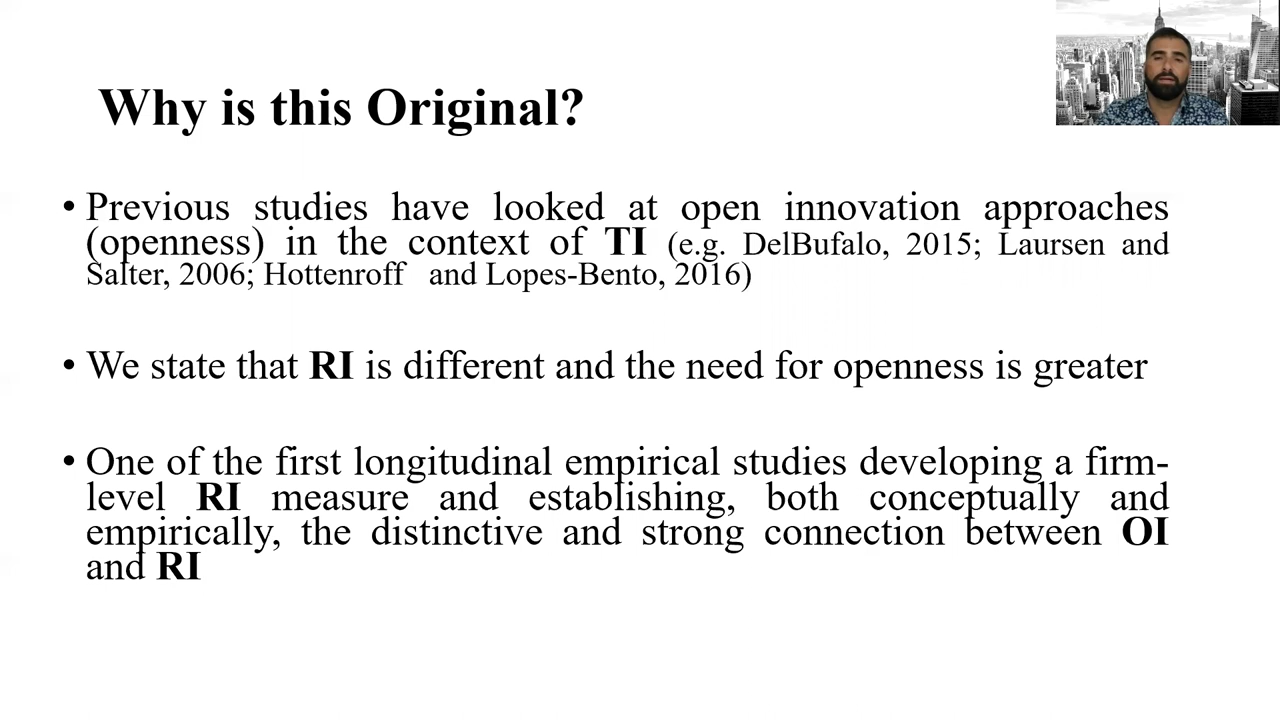 Why is this Original?
• Previous studies have looked at open innovation approaches
(openness) in the context of TI (e.g. DelBufalo, 2015; Laursen and
Salter, 2006; Hottenroff and Lopes-Bento, 2016)
• We state that RI is different and the need for openness is greater
• One of the first longitudinal empirical studies developing a firm-
level RI measure and establishing, both conceptually and
empirically, the distinctive and strong connection between OI
and RI